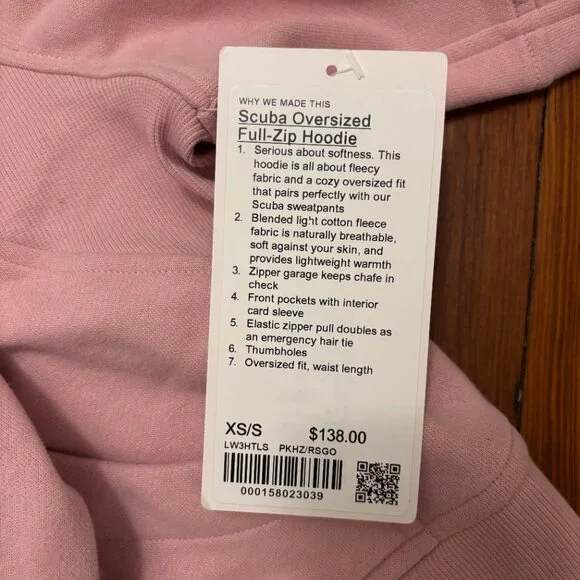 WHY WE MADE THIS
Scuba Oversized
Full-Zip Hoodie
1. Serious about softness. This
hoodie is all about fleecy
fabric and a cozy oversized fit
that pairs perfectly with our
Scuba sweatpants
2. Blended light cotton fleece
fabric is naturally breathable,
soft against your skin, and
provides lightweight warmth
3. Zipper garage keeps chafe in
check
4. Front pockets with interior
card sleeve
5. Elastic zipper pull doubles as
an emergency hair tie
6. Thumbholes
7. Oversized fit, waist length
XS/S $138.00
LW3HTLS PKHZ/RSGO
000158023039